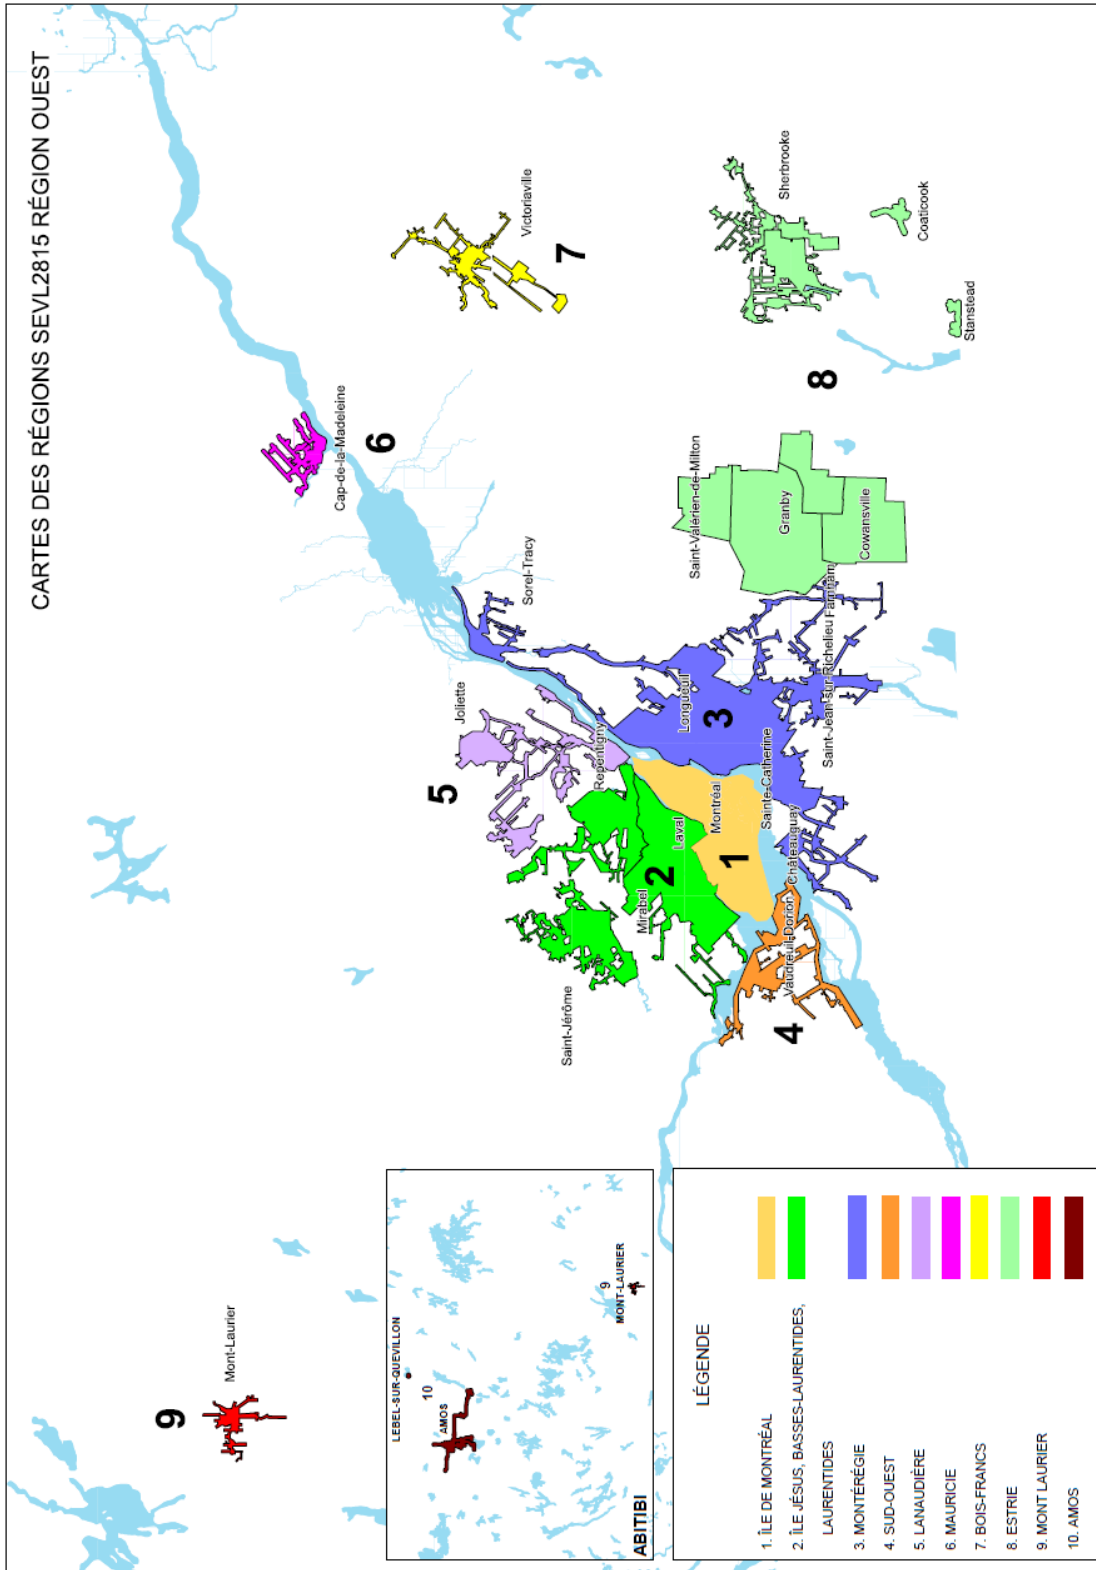 CARTES DES RÉGIONS SEVL2815 RÉGION OUEST
9
Mont-Laurier
6
Cap-de-la-Madeleine
Victoriaville
7
5
Joliette
Sorel-Tracy
Repentigny
Saint-Jérôme
2
Mirabel
Laval
Longueuil
3
Montréal
1
Sainte-Catherine
Châteauguay
Vaudreuil-Dorion
4
Saint-Jean-sur-Richelieu
Farnham
Saint-Valérien-de-Milton
Granby
Cowansville
8
Sherbrooke
Coaticook
Stanstead
LEBEL-SUR-QUEVILLON
10
AMOS
9
MONT-LAURIER
ABITIBI
LÉGENDE
1. ÎLE DE MONTRÉAL
2. ÎLE JÉSUS, BASSES-LAURENTIDES,
LAURENTIDES
3. MONTÉRÉGIE
4. SUD-OUEST
5. LANAUDIÈRE
6. MAURICIE
7. BOIS-FRANCS
8. ESTRIE
9. MONT LAURIER
10. AMOS